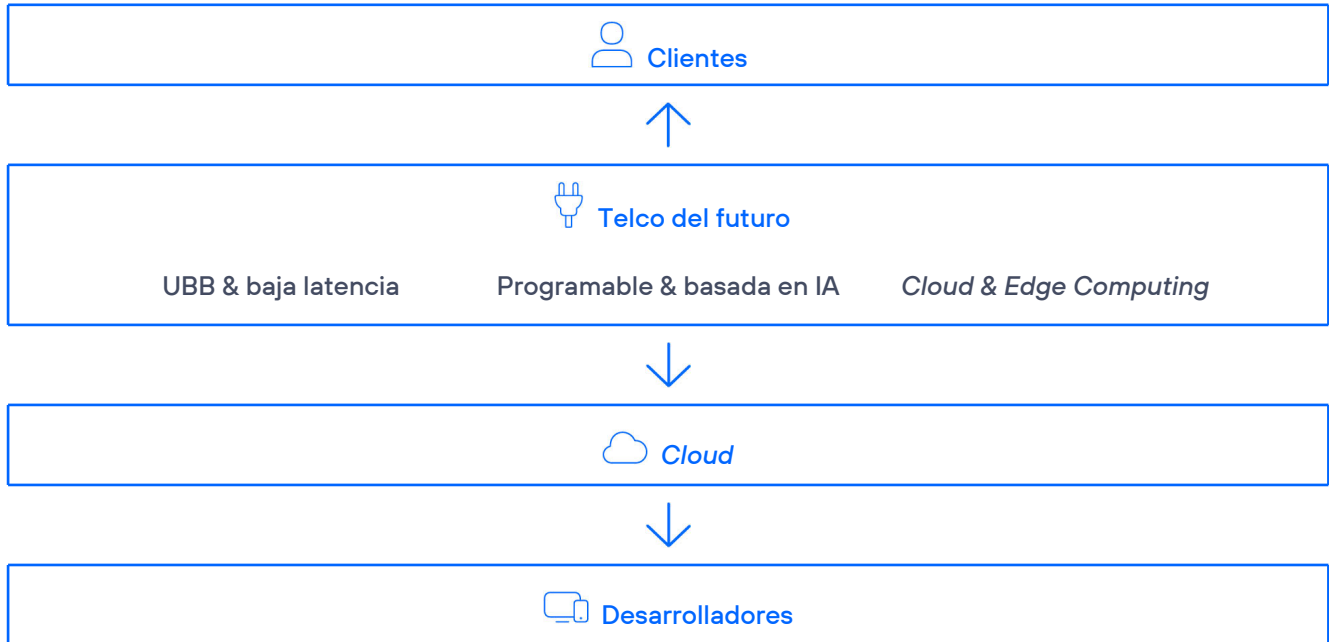 Clientes
Telco del futuro
UBB & baja latencia Programable & basada en IA Cloud & Edge Computing
Cloud
Desarrolladores